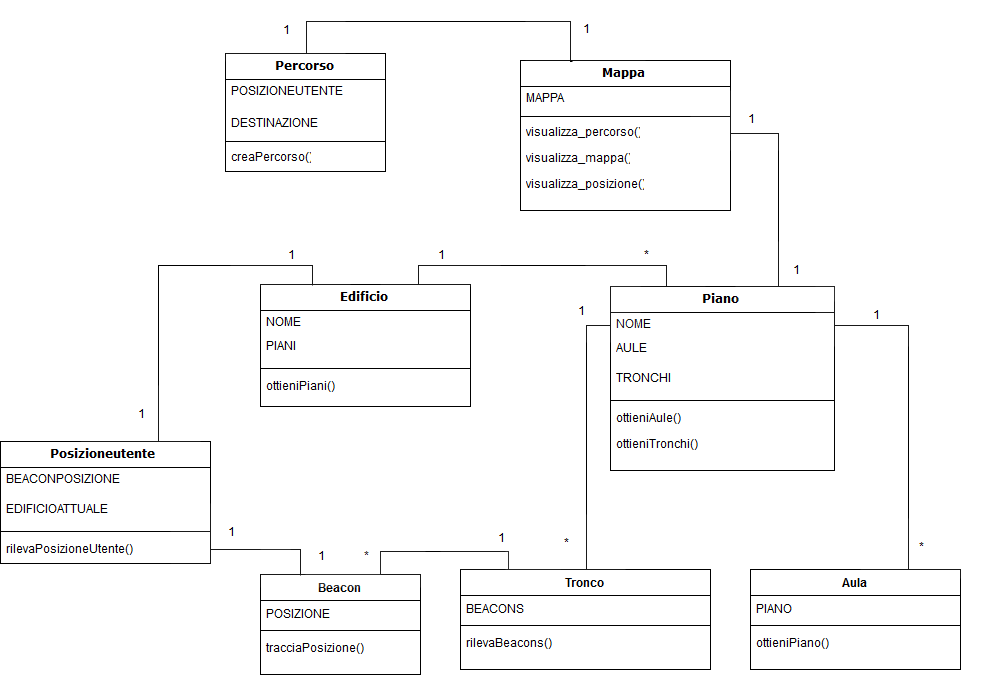 1
1
Percorso
POSIZIONEUTENTE
DESTINAZIONE
creaPercorso()
Mappa
MAPPA
visualizza_percorso()
visualizza_mappa()
visualizza_posizione()
1
1
1
1
*
Edificio
NOME
PIANI
ottieniPiani()
Piano
NOME
AULE
TRONCHI
ottieniAule()
ottieniTronchi()
1
1
1
Posizioneutente
BEACONPOSIZIONE
EDIFICIOATTUALE
rilevaPosizioneUtente()
1
1
*
1
*
*
Beacon
POSIZIONE
tracciaPosizione()
Tronco
BEACONS
rilevaBeacons()
Aula
PIANO
ottieniPiano()